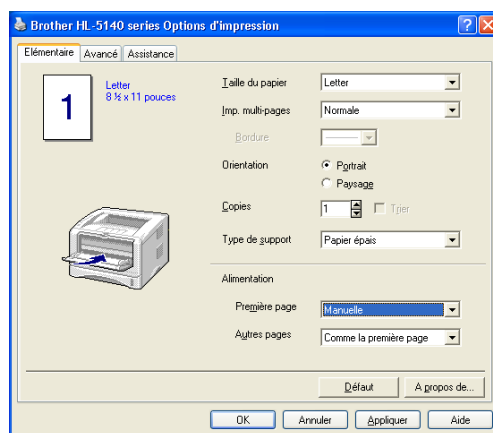 Brother HL-5140 series Options d'impression
Elémentaire Avancé Assistance
1
Letter
8 ½ x 11 pouces
Taille du papier Letter
Imp. multi-pages Normale
Bordure
Orientation Portrait
Paysage
Copies 1 Trier
Type de support Papier épais
Alimentation
Première page Manuelle
Autres pages Comme la première page
Défaut A propos de...
OK Annuler Appliquer Aide